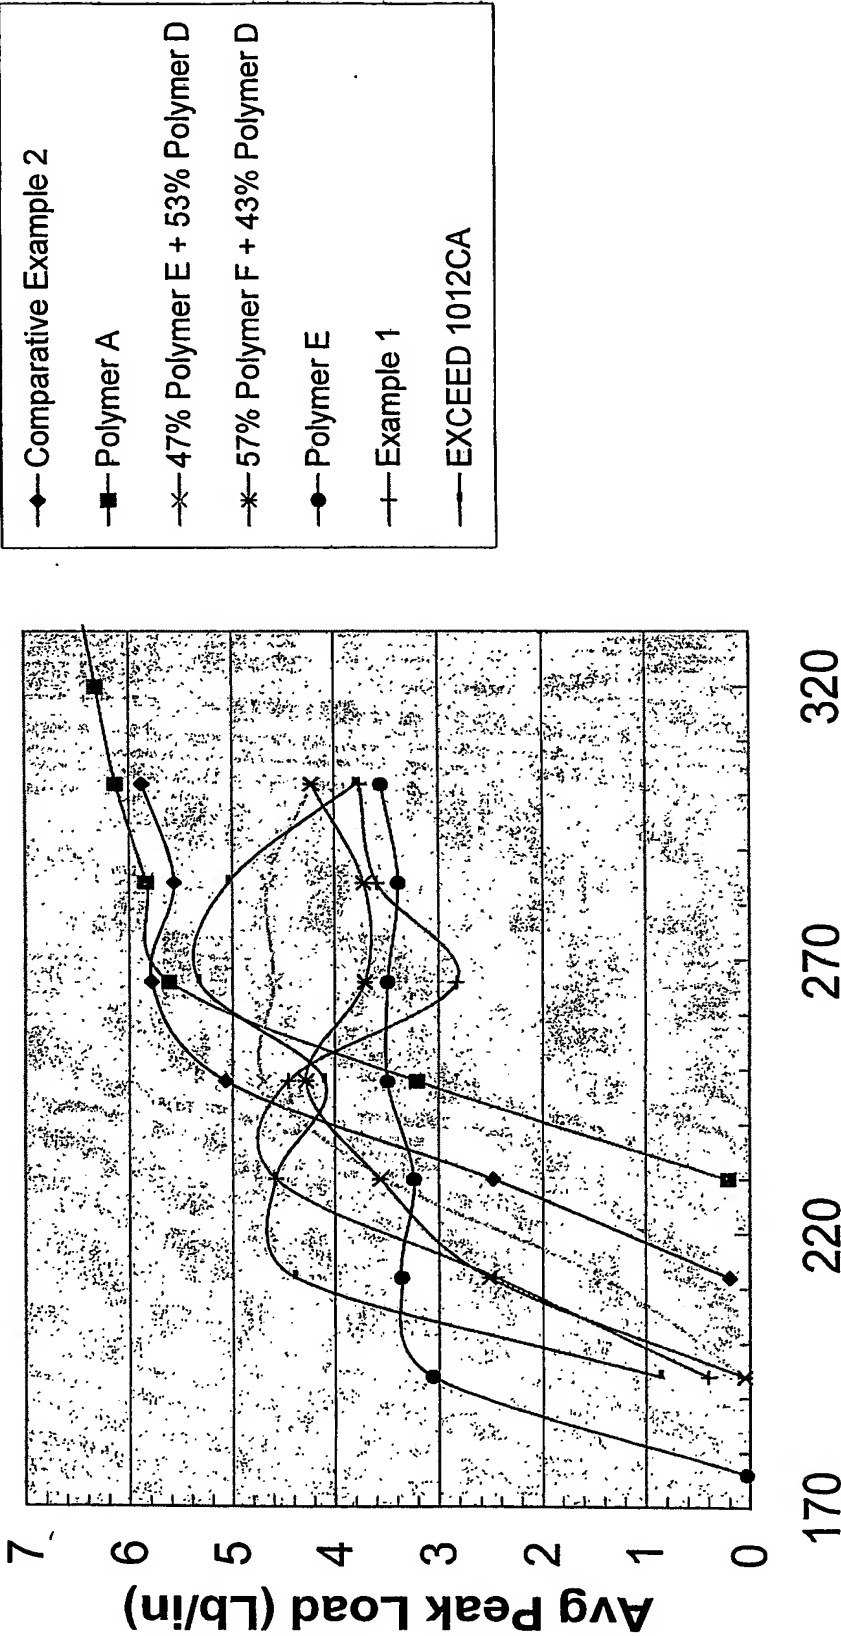 Comparative Example 2
Polymer A
47% Polymer E + 53% Polymer D
57% Polymer F + 43% Polymer D
Polymer E
Example 1
EXCEED 1012CA
Avg Peak Load (Lb/in)
7
6
5
4
3
2
1
0
170
220
270
320